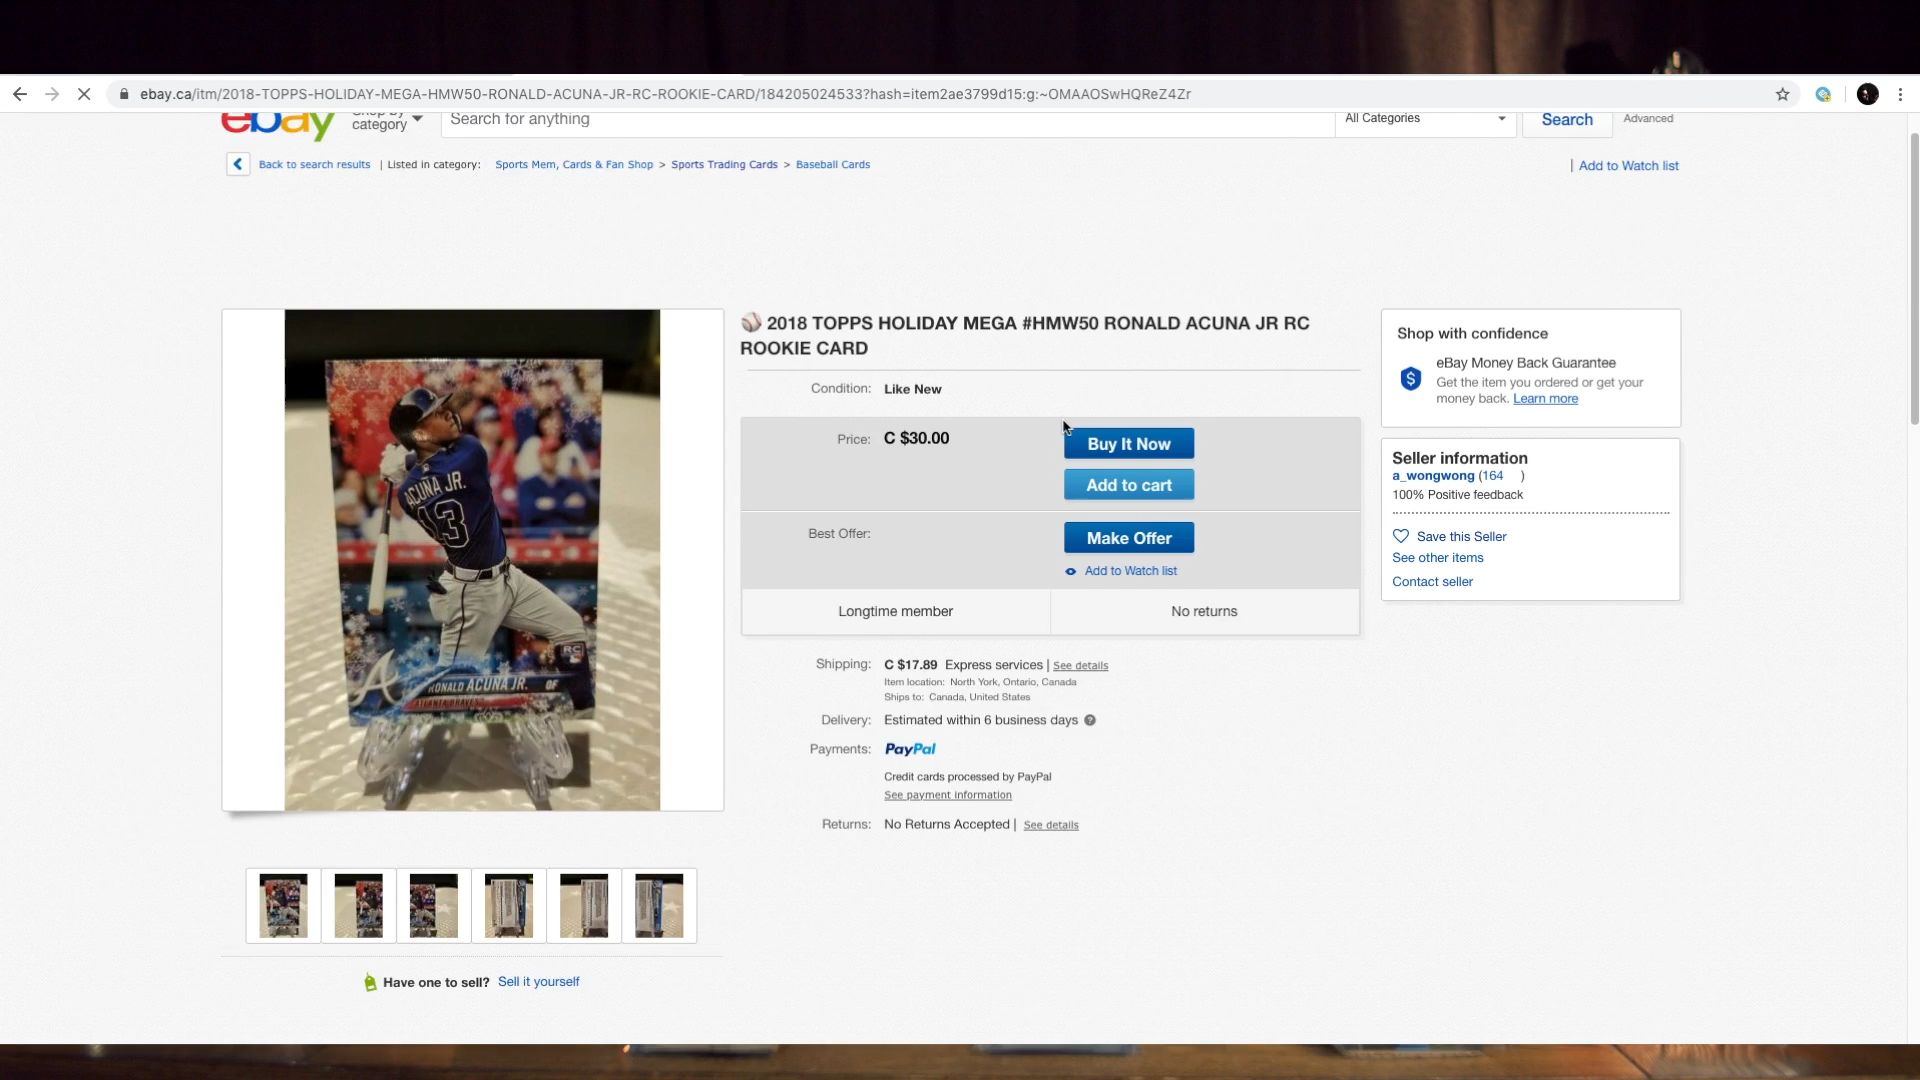 ebay.ca/itm/2018-TOPPS-HOLIDAY-MEGA-HMW50-RONALD-ACUNA-JR-RC-ROOKIE-CARD/184205024533?hash=item2ae3799d15:g:~OMAAOSwHQReZ4Zr
ebay
Shop by
category
Search for anything
All Categories
Search
Advanced
Back to search results | Listed in category: Sports Mem, Cards & Fan Shop > Sports Trading Cards > Baseball Cards
| Add to Watch list
2018 TOPPS HOLIDAY MEGA #HMW50 RONALD ACUNA JR RC
ROOKIE CARD
Condition: Like New
Price: C $30.00
Buy It Now
Add to cart
Best Offer:
Make Offer
Add to Watch list
Longtime member
No returns
Shipping: C $17.89 Express services | See details
Item location: North York, Ontario, Canada
Ships to: Canada, United States
Delivery: Estimated within 6 business days
Payments: PayPal
Credit cards processed by PayPal
See payment information
Returns: No Returns Accepted | See details
Shop with confidence
eBay Money Back Guarantee
Get the item you ordered or get your
money back. Learn more
Seller information
a_wongwong (164 )
100% Positive feedback
Save this Seller
See other items
Contact seller
ACUÑA JR.
13
RC
RONALD ACUNA JR. OF
ATLANTA BRAVES
Have one to sell? Sell it yourself